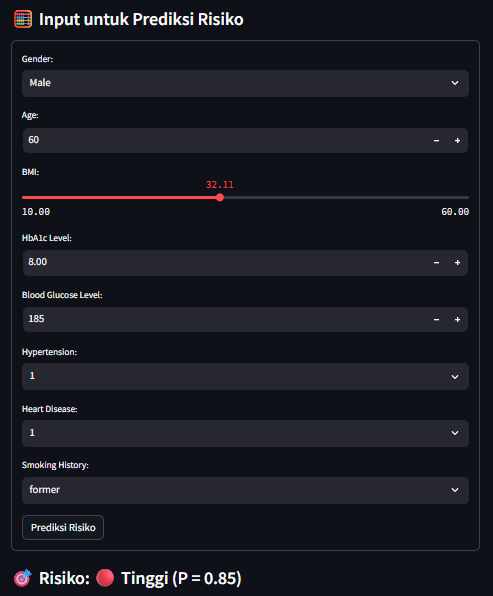 Input untuk Prediksi Risiko
Gender:
Male
Age:
60
BMI:
32.11
10.00 60.00
HbA1c Level:
8.00
Blood Glucose Level:
185
Hypertension:
1
Heart Disease:
1
Smoking History:
former
Prediksi Risiko
Risiko: Tinggi (P = 0.85)